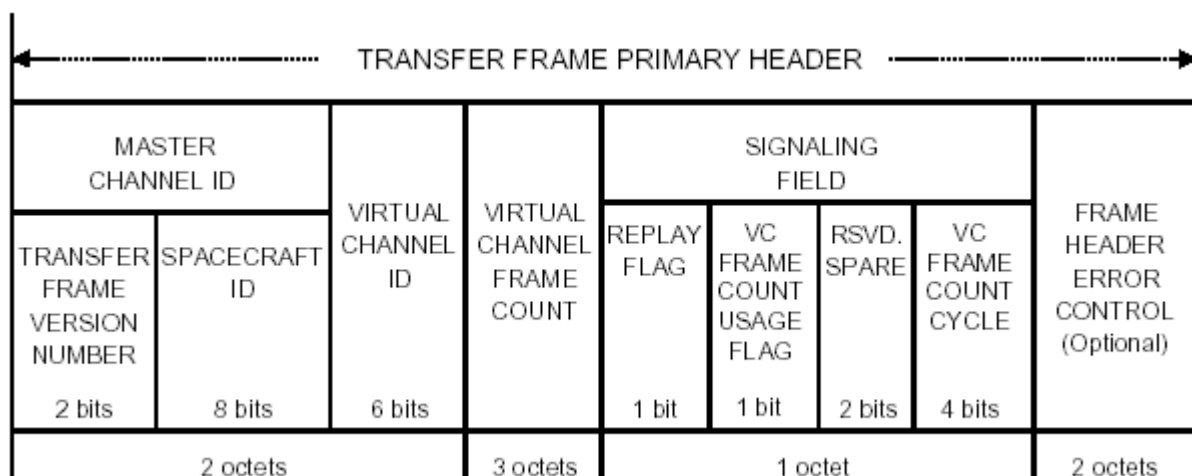 TRANSFER FRAME PRIMARY HEADER
MASTER
CHANNEL ID
TRANSFER
FRAME
VERSION
NUMBER
2 bits
SPACECRAFT
ID
8 bits
VIRTUAL
CHANNEL
ID
6 bits
2 octets
VIRTUAL
CHANNEL
FRAME
COUNT
3 octets
SIGNALING
FIELD
REPLAY
FLAG
1 bit
VC
FRAME
COUNT
USAGE
FLAG
1 bit
RSVD.
SPARE
2 bits
VC
FRAME
COUNT
CYCLE
4 bits
1 octet
FRAME
HEADER
ERROR
CONTROL
(Optional)
2 octets